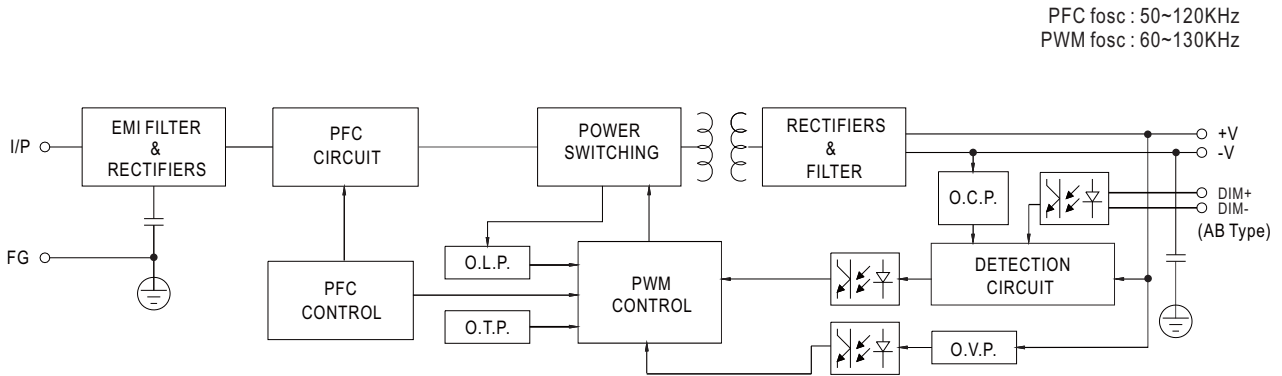 PFC fosc : 50~120KHz
PWM fosc : 60~130KHz
I/P
EMI FILTER
&
RECTIFIERS
PFC
CIRCUIT
POWER
SWITCHING
RECTIFIERS
&
FILTER
+V
-V
O.C.P.
DIM+
DIM-
(AB Type)
FG
O.L.P.
PFC
CONTROL
PWM
CONTROL
DETECTION
CIRCUIT
O.T.P.
O.V.P.